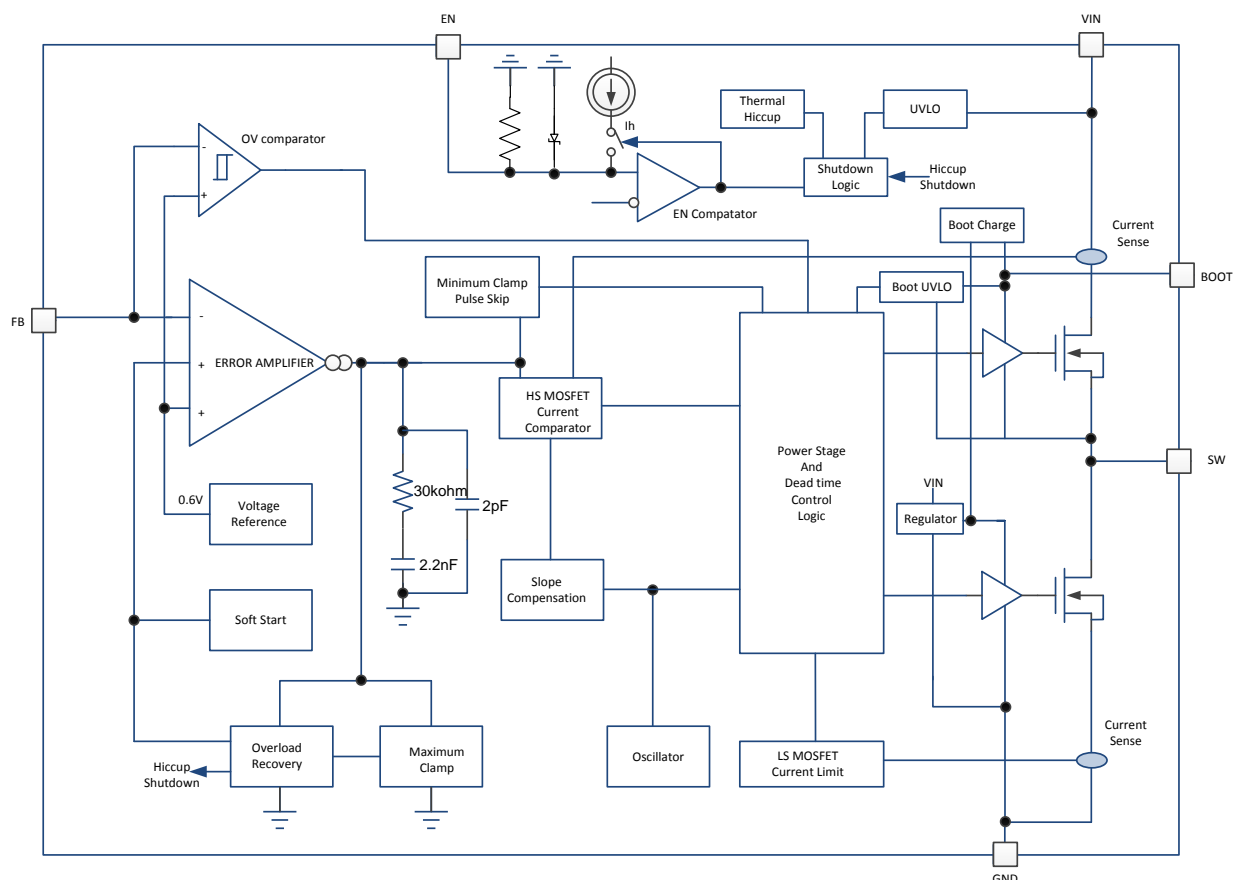 EN
VIN
OV comparator
-
+
Ih
Thermal
Hiccup
UVLO
Shutdown
Logic
Hiccup
Shutdown
EN Compatator
Boot Charge
Current
Sense
BOOT
Minimum Clamp
Pulse Skip
Boot UVLO
FB
-
ERROR AMPLIFIER
+
+
HS MOSFET
Current
Comparator
Power Stage
And
Dead time
Control
Logic
SW
0.6V
Voltage
Reference
30kohm
2pF
2.2nF
VIN
Regulator
Slope
Compensation
Soft Start
Overload
Recovery
Maximum
Clamp
Hiccup
Shutdown
Oscillator
LS MOSFET
Current Limit
Current
Sense
GND